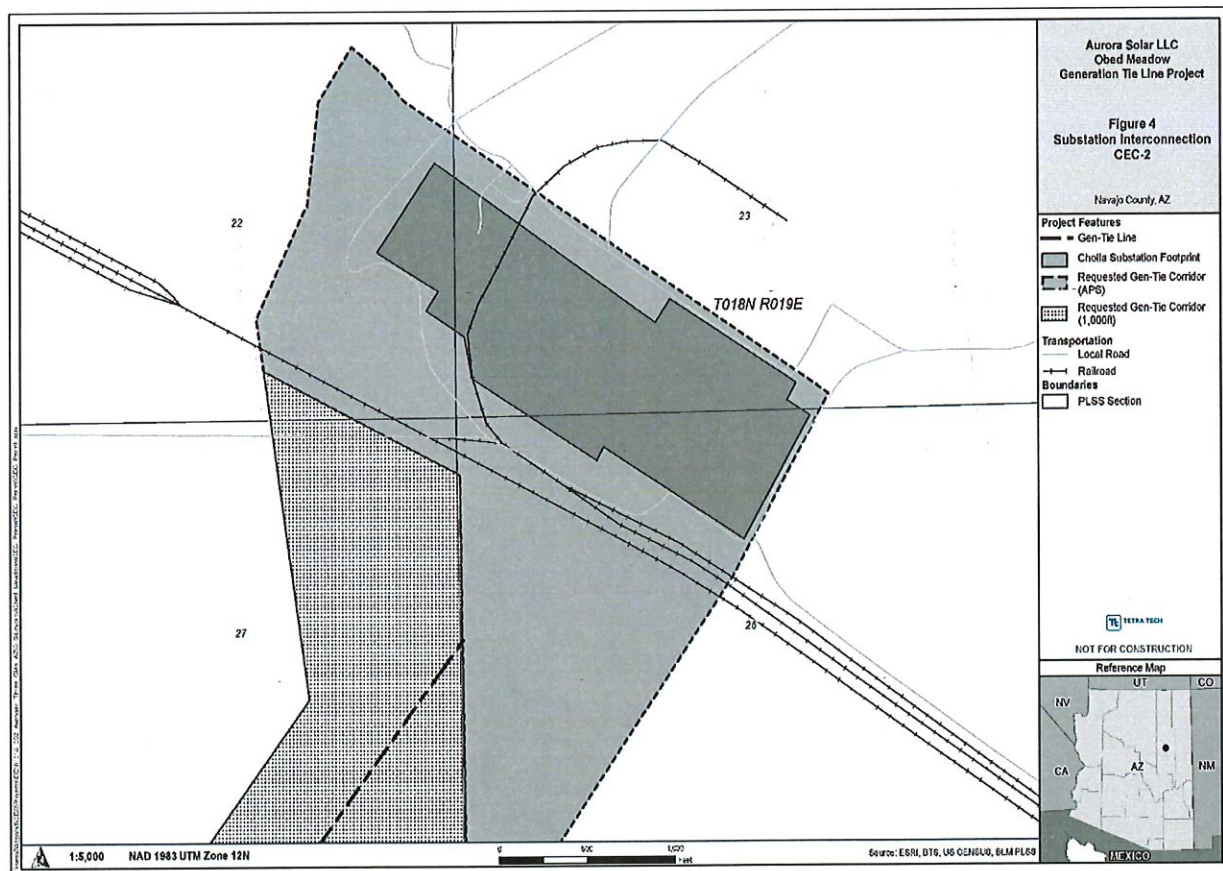 Aurora Solar LLC
Obed Meadow
Generation Tie Line Project
Figure 4
Substation Interconnection
CEC-2
Navajo County, AZ
Project Features
Gen-Tie Line
Cholla Substation Footprint
Requested Gen-Tie Corridor
(APS)
Requested Gen-Tie Corridor
(1,000ft)
Transportation
Local Road
Railroad
Boundaries
PLSS Section
TETRA TECH
NOT FOR CONSTRUCTION
Reference Map
UT
CO
NV
CA
AZ
NM
MEXICO
22
23
T018N R019E
27
26
1:5,000
NAD 1983 UTM Zone 12N
0
500
1,000
Feet
Source: ESRI, BTS, US CENSUS, BLM PLSS